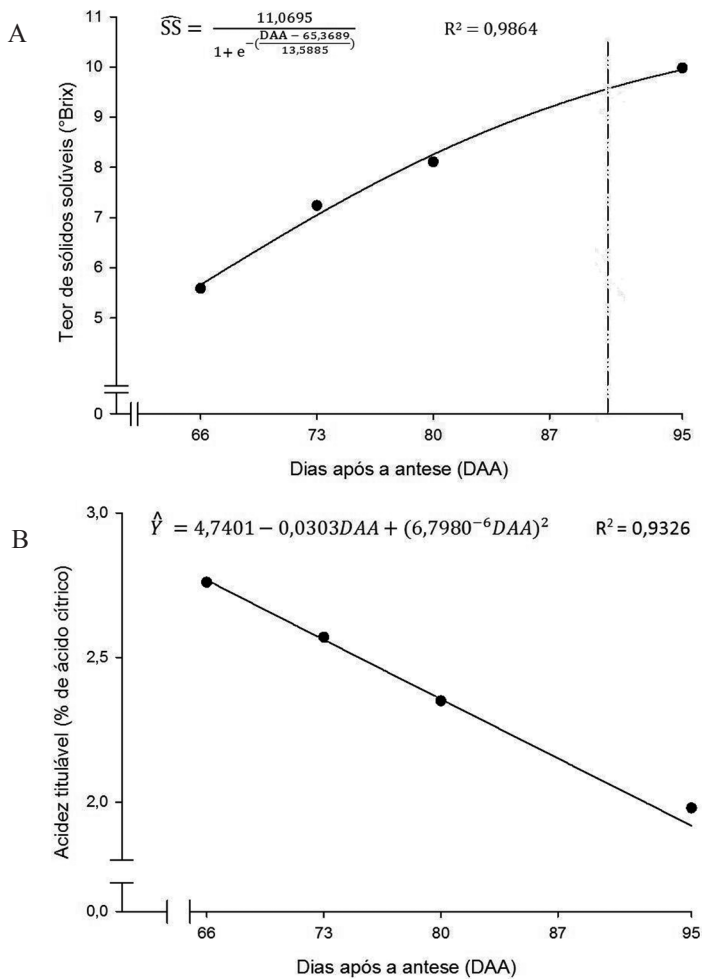 A
SS = 11,0695 / 1+ e^-(DAA − 65,3689 / 13,5885)
R² = 0,9864
Teor de sólidos solúveis (°Brix)
11
10
9
8
7
6
5
0
66 73 80 87 95
Dias após a antese (DAA)
B
Ŷ = 4,7401 − 0,0303DAA + (6,7980⁻⁶DAA)²
R² = 0,9326
Acidez titulável (% de ácido cítrico)
3,0
2,5
2,0
0,0
66 73 80 87 95
Dias após a antese (DAA)